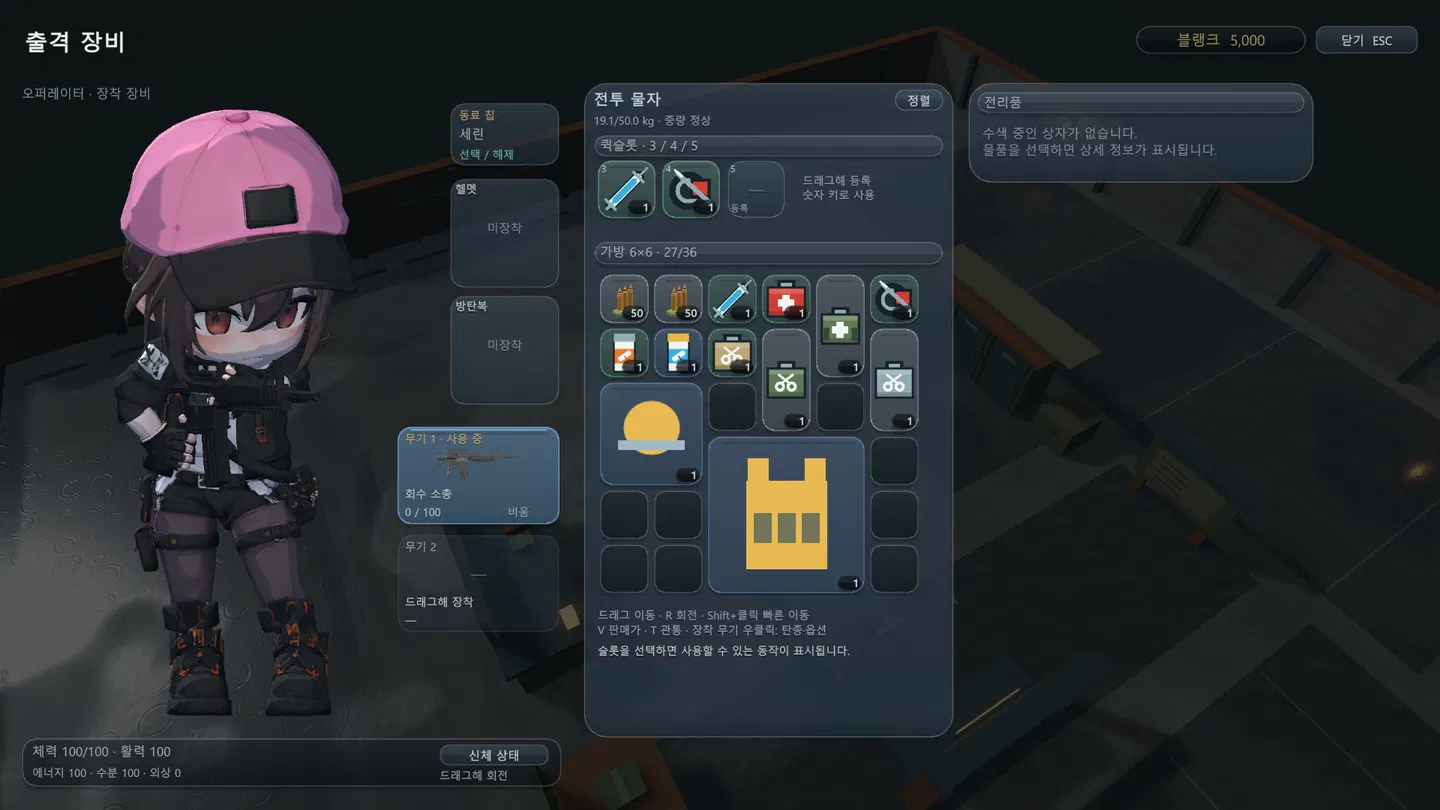 출격 장비
블랭크 5,000
닫기 ESC
오퍼레이터 · 장착 장비
동료 칩
세린
선택 / 해제
헬멧
미장착
방탄복
미장착
무기 1 · 사용 중
회수 소총
0 / 100 비움
무기 2
—
드래그해 장착
—
전투 물자
정렬
19.1/50.0 kg · 중량 정상
퀵슬롯 · 3 / 4 / 5
3 1
4 1
5 — 등록
드래그해 등록
숫자 키로 사용
가방 6×6 · 27/36
50 50 1 1 1 1
1 1 1 1 1
1
1
드래그 이동 · R 회전 · Shift+클릭 빠른 이동
V 판매가 · T 관통 · 장착 무기 우클릭: 탄종·옵션
슬롯을 선택하면 사용할 수 있는 동작이 표시됩니다.
전리품
수색 중인 상자가 없습니다.
물품을 선택하면 상세 정보가 표시됩니다.
체력 100/100 · 활력 100
에너지 100 · 수분 100 · 외상 0
신체 상태
드래그해 회전